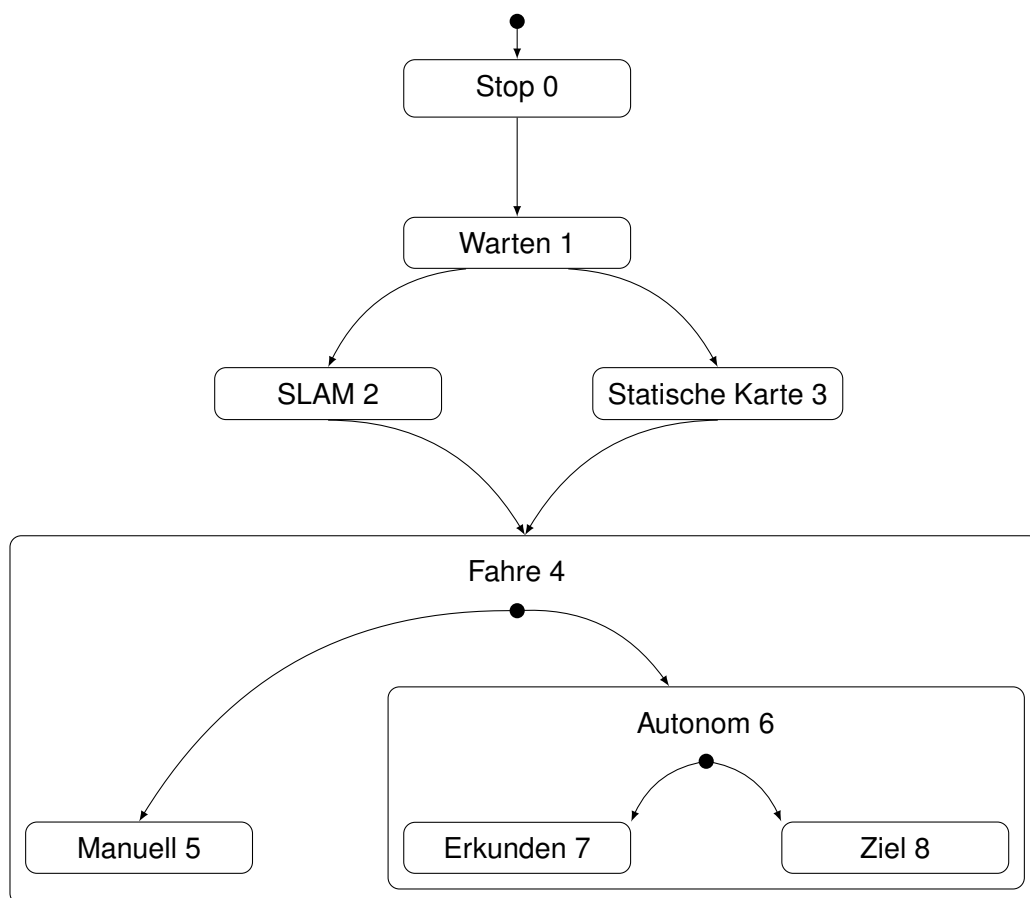 Stop 0
Warten 1
SLAM 2
Statische Karte 3
Fahre 4
Autonom 6
Manuell 5
Erkunden 7
Ziel 8